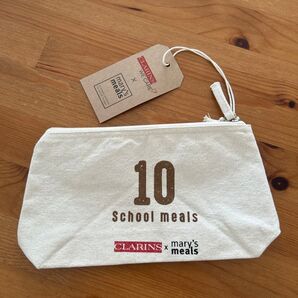 CLARINS
x
mary's
meals
10
School meals
CLARINS x mary's
meals